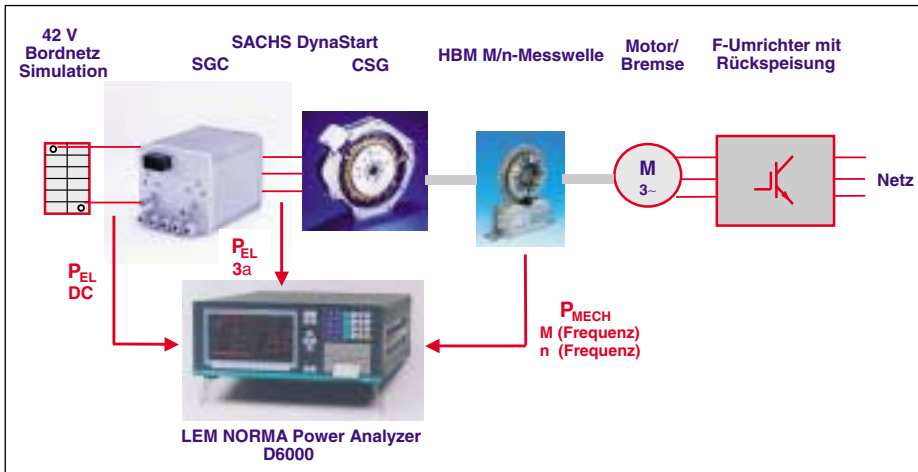 42 V
Bordnetz
Simulation
SACHS DynaStart
SGC
CSG
HBM M/n-Messwelle
Motor/
Bremse
F-Umrichter mit
Rückspeisung
M
3~
Netz
PEL
DC
PEL
3a
PMECH
M (Frequenz)
n (Frequenz)
LEM NORMA Power Analyzer
D6000